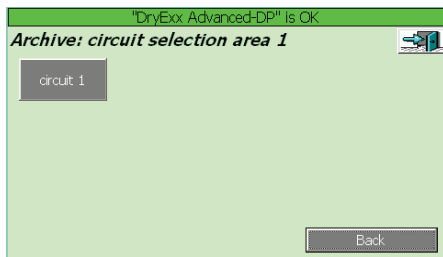 "DryExx Advanced-DP" is OK
Archive: circuit selection area 1
circuit 1
Back